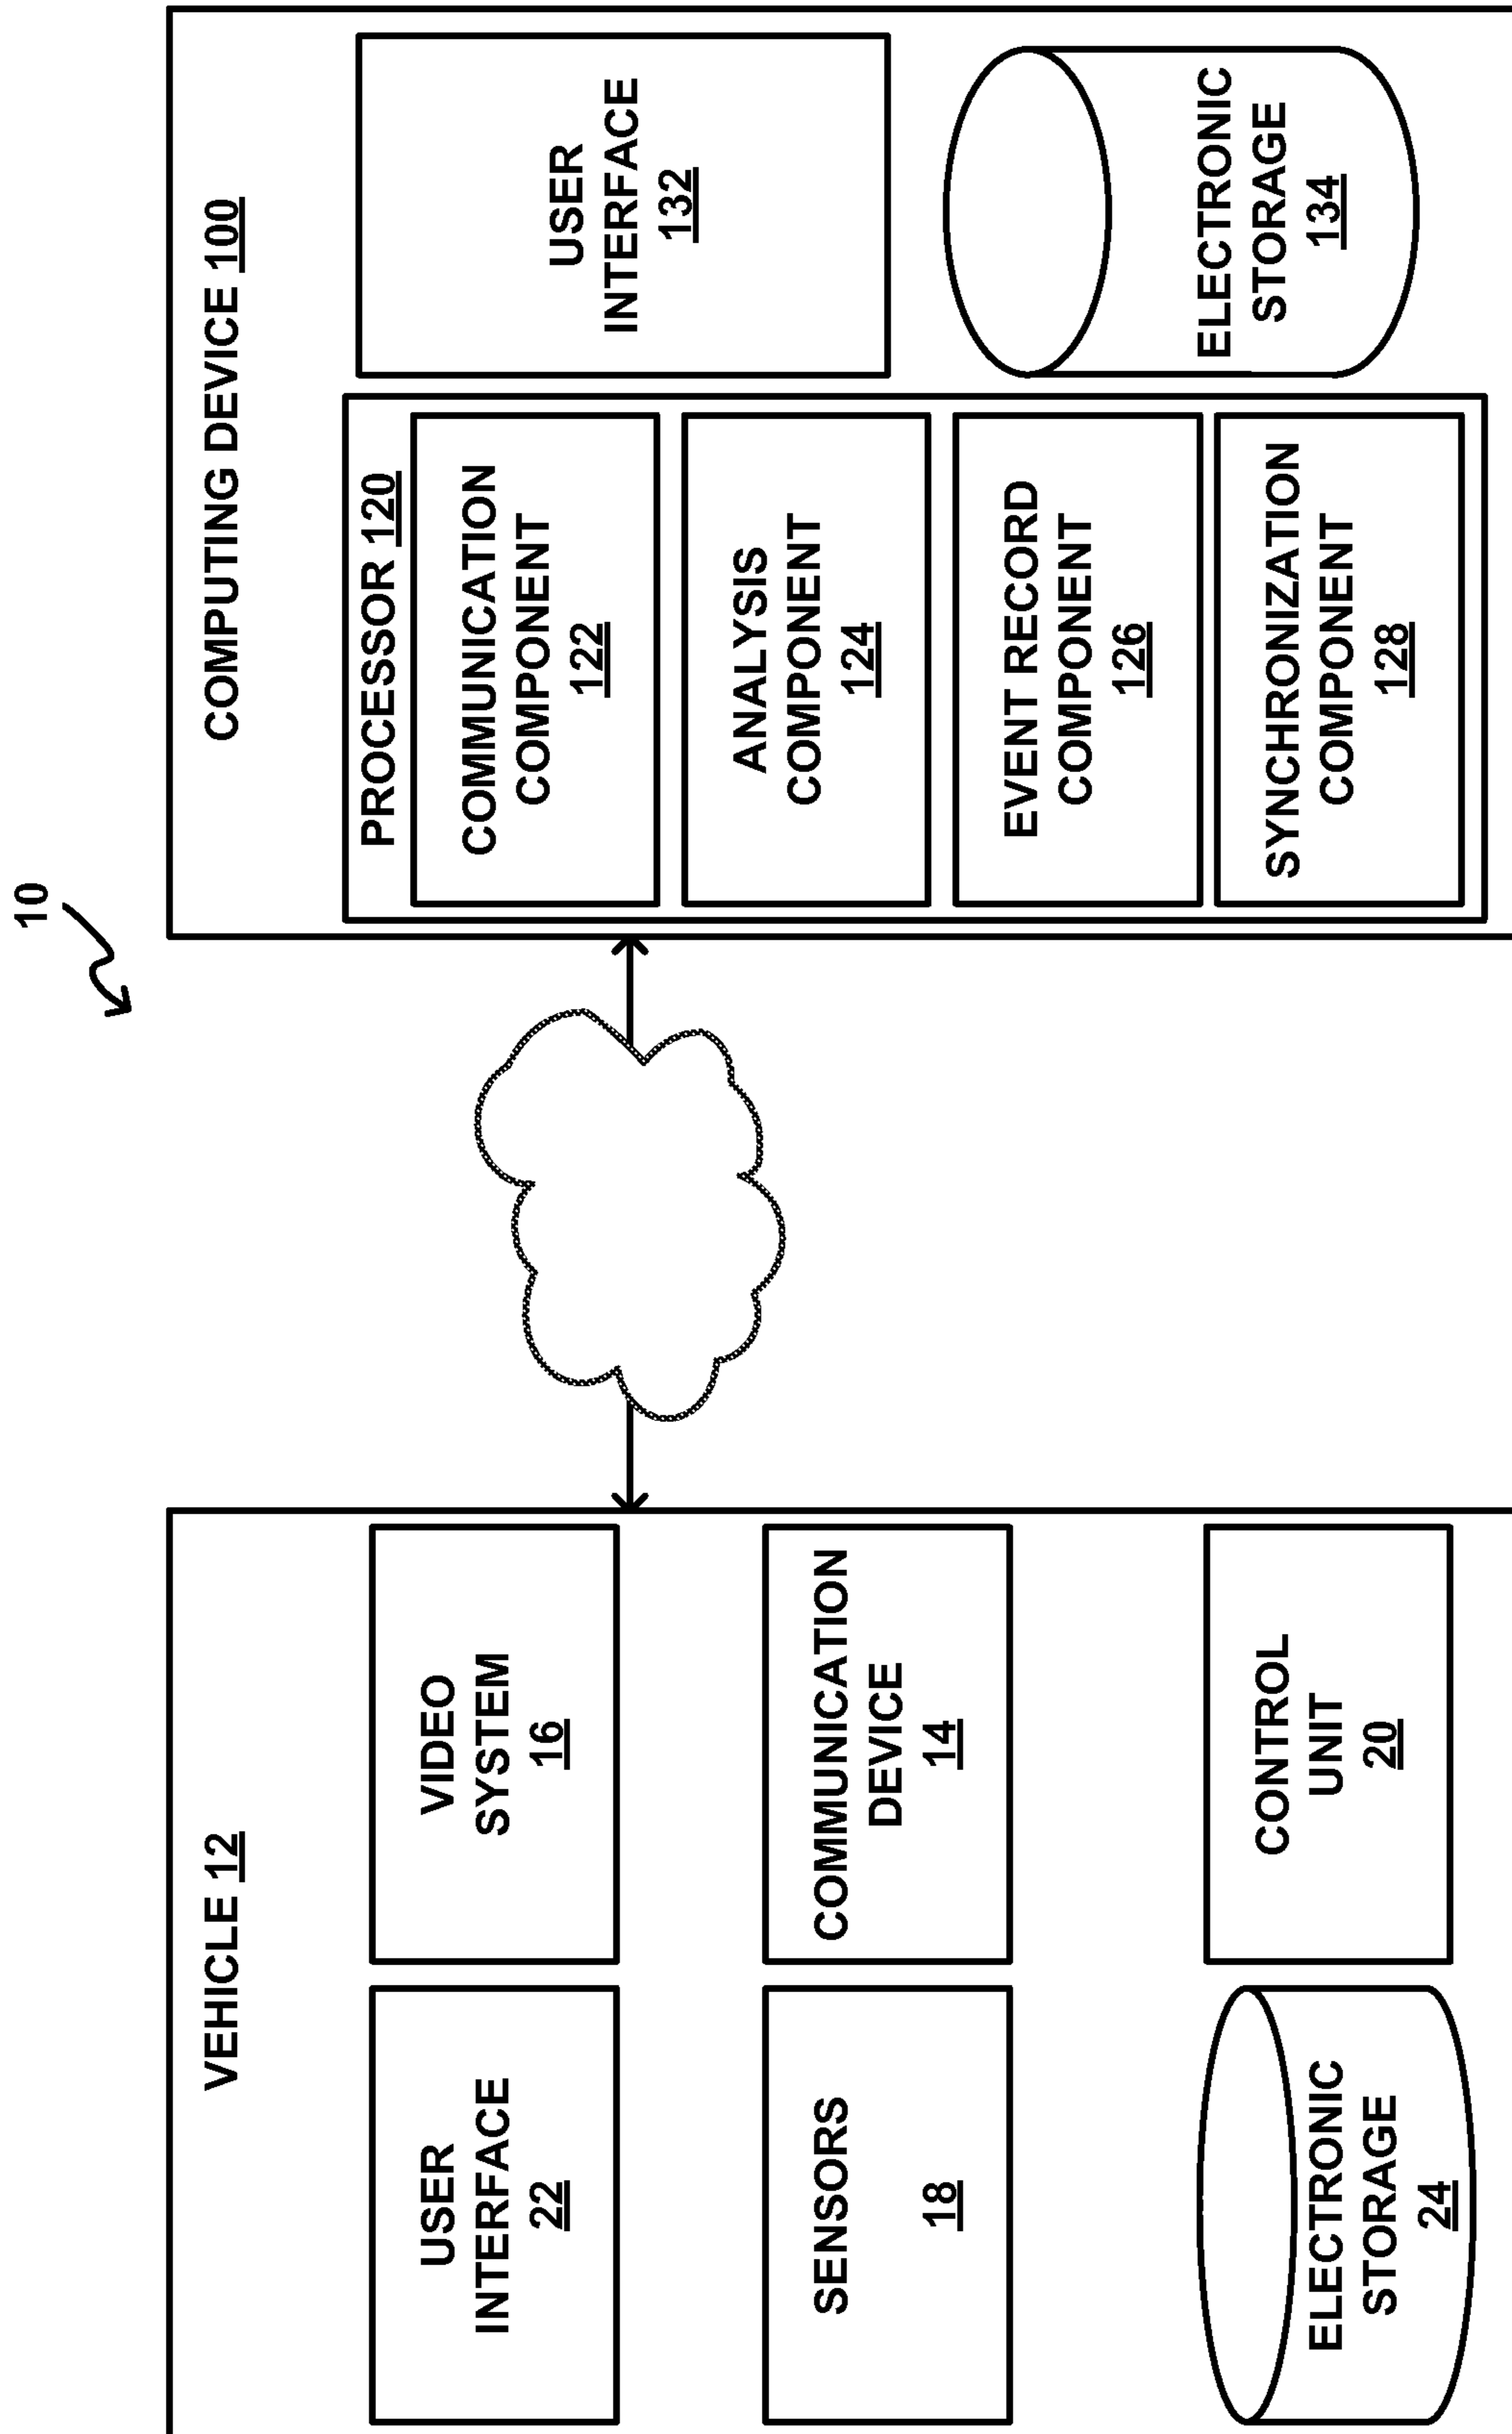 10
VEHICLE 12
USER
INTERFACE
22
VIDEO
SYSTEM
16
SENSORS
18
COMMUNICATION
DEVICE
14
ELECTRONIC
STORAGE
24
CONTROL
UNIT
20
COMPUTING DEVICE 100
PROCESSOR 120
COMMUNICATION
COMPONENT
122
ANALYSIS
COMPONENT
124
EVENT RECORD
COMPONENT
126
SYNCHRONIZATION
COMPONENT
128
USER
INTERFACE
132
ELECTRONIC
STORAGE
134